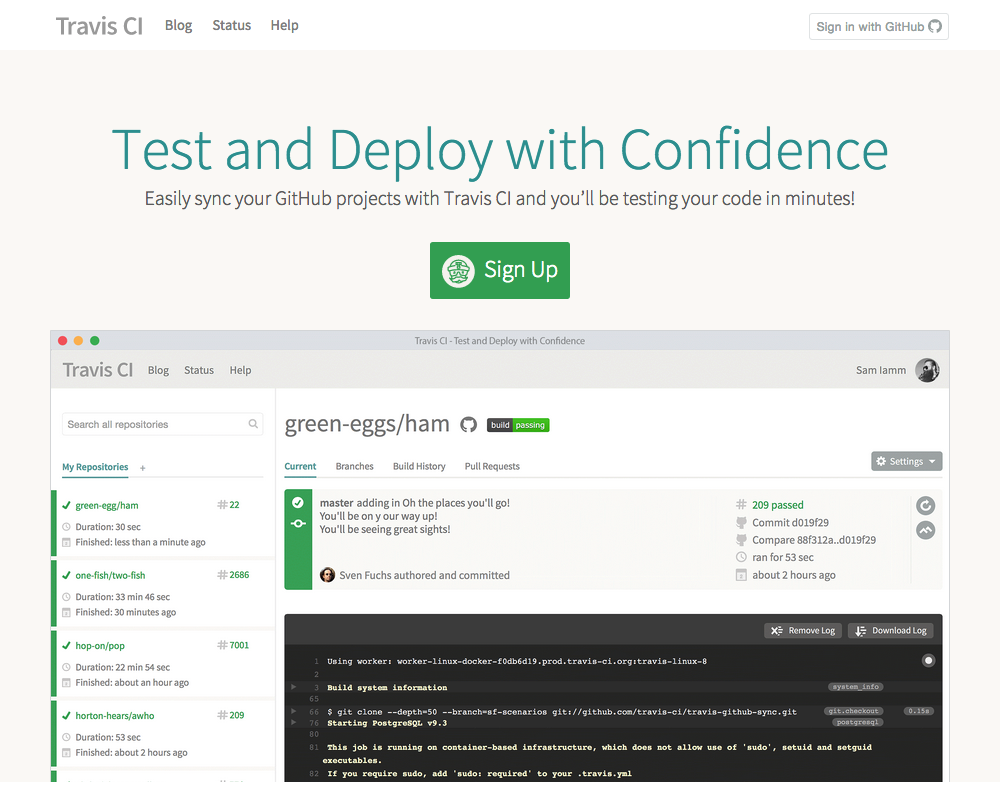 Travis CI Blog Status Help Sign in with GitHub
Test and Deploy with Confidence
Easily sync your GitHub projects with Travis CI and you'll be testing your code in minutes!
Sign Up
Travis CI - Test and Deploy with Confidence
Travis CI Blog Status Help Sam Iamm
Search all repositories
My Repositories +
green-egg/ham # 22
Duration: 30 sec
Finished: less than a minute ago
one-fish/two-fish # 2686
Duration: 33 min 46 sec
Finished: 30 minutes ago
hop-on/pop # 7001
Duration: 22 min 54 sec
Finished: about an hour ago
horton-hears/awho # 209
Duration: 53 sec
Finished: about 2 hours ago
green-eggs/ham build passing
Current Branches Build History Pull Requests Settings
master adding in Oh the places you'll go!
You'll be on y our way up!
You'll be seeing great sights!
Sven Fuchs authored and committed
# 209 passed
Commit d019f29
Compare 88f312a..d019f29
ran for 53 sec
about 2 hours ago
Remove Log Download Log
1 Using worker: worker-linux-docker-f0db6d19.prod.travis-ci.org:travis-linux-8
2
3 Build system information system_info
65
66 $ git clone --depth=50 --branch=sf-scenarios git://github.com/travis-ci/travis-github-sync.git git.checkout 0.15s
76 Starting PostgreSQL v9.3 postgresql
80
81 This job is running on container-based infrastructure, which does not allow use of 'sudo', setuid and setguid
executables.
82 If you require sudo, add 'sudo: required' to your .travis.yml